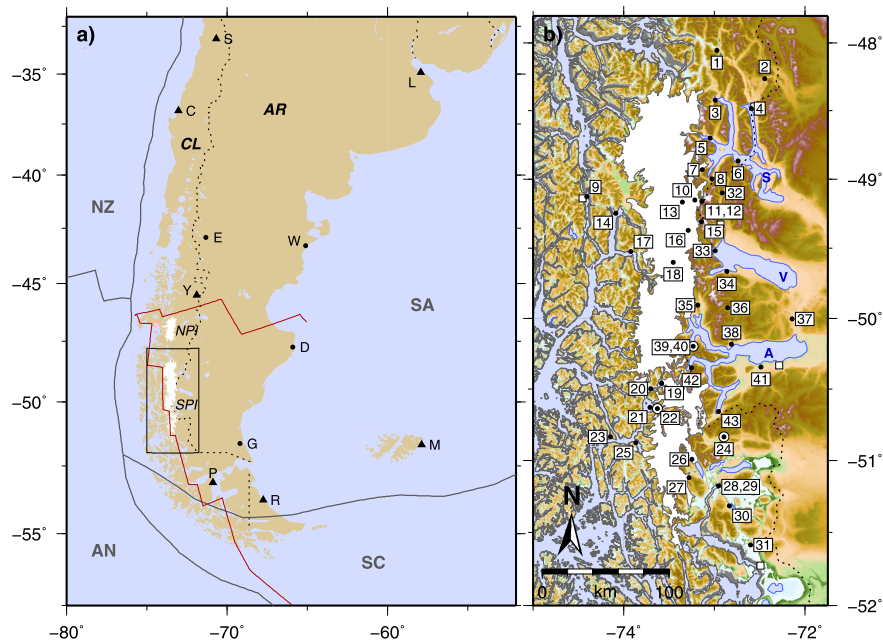 a)
S
−35˚
L
C
AR
CL
−40˚
NZ
E
W
−45˚
Y
SA
NPI
D
SPI
−50˚
G
M
P
R
−55˚
AN
SC
−80˚
−70˚
−60˚
b)
−48˚
1
2
3
4
5
6
7
8
S
−49˚
9
10
32
13
11,12
14
15
16
17
33
18
V
34
35
36
−50˚
37
38
39,40
A
41
42
20
19
21
22
43
23
25
24
26
−51˚
27
28,29
N
30
31
0
km
100
−52˚
−74
−72